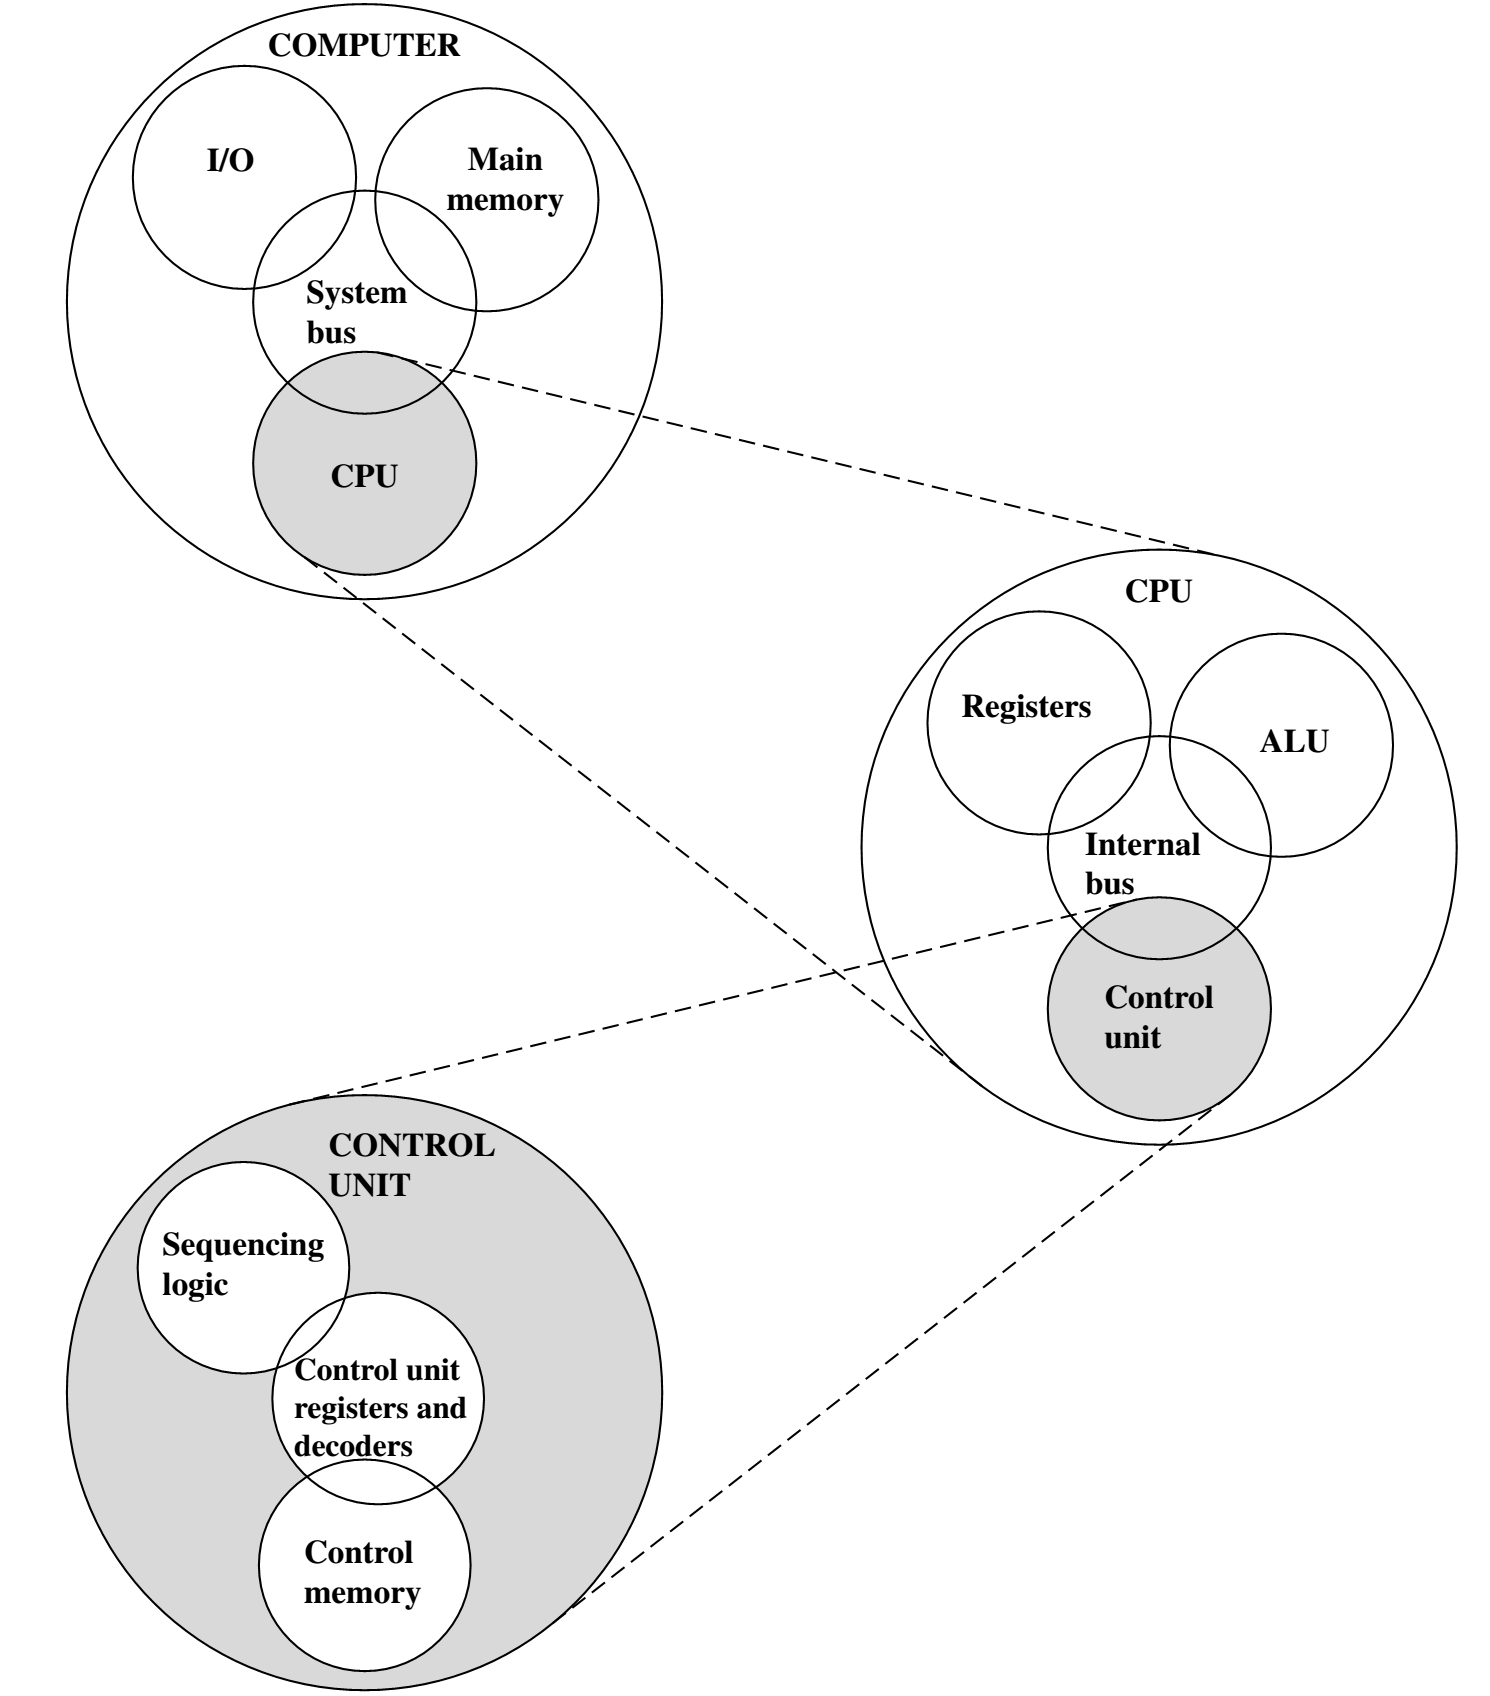 COMPUTER
I/O
Main
memory
System
bus
CPU
CPU
Registers
ALU
Internal
bus
Control
unit
CONTROL
UNIT
Sequencing
logic
Control unit
registers and
decoders
Control
memory